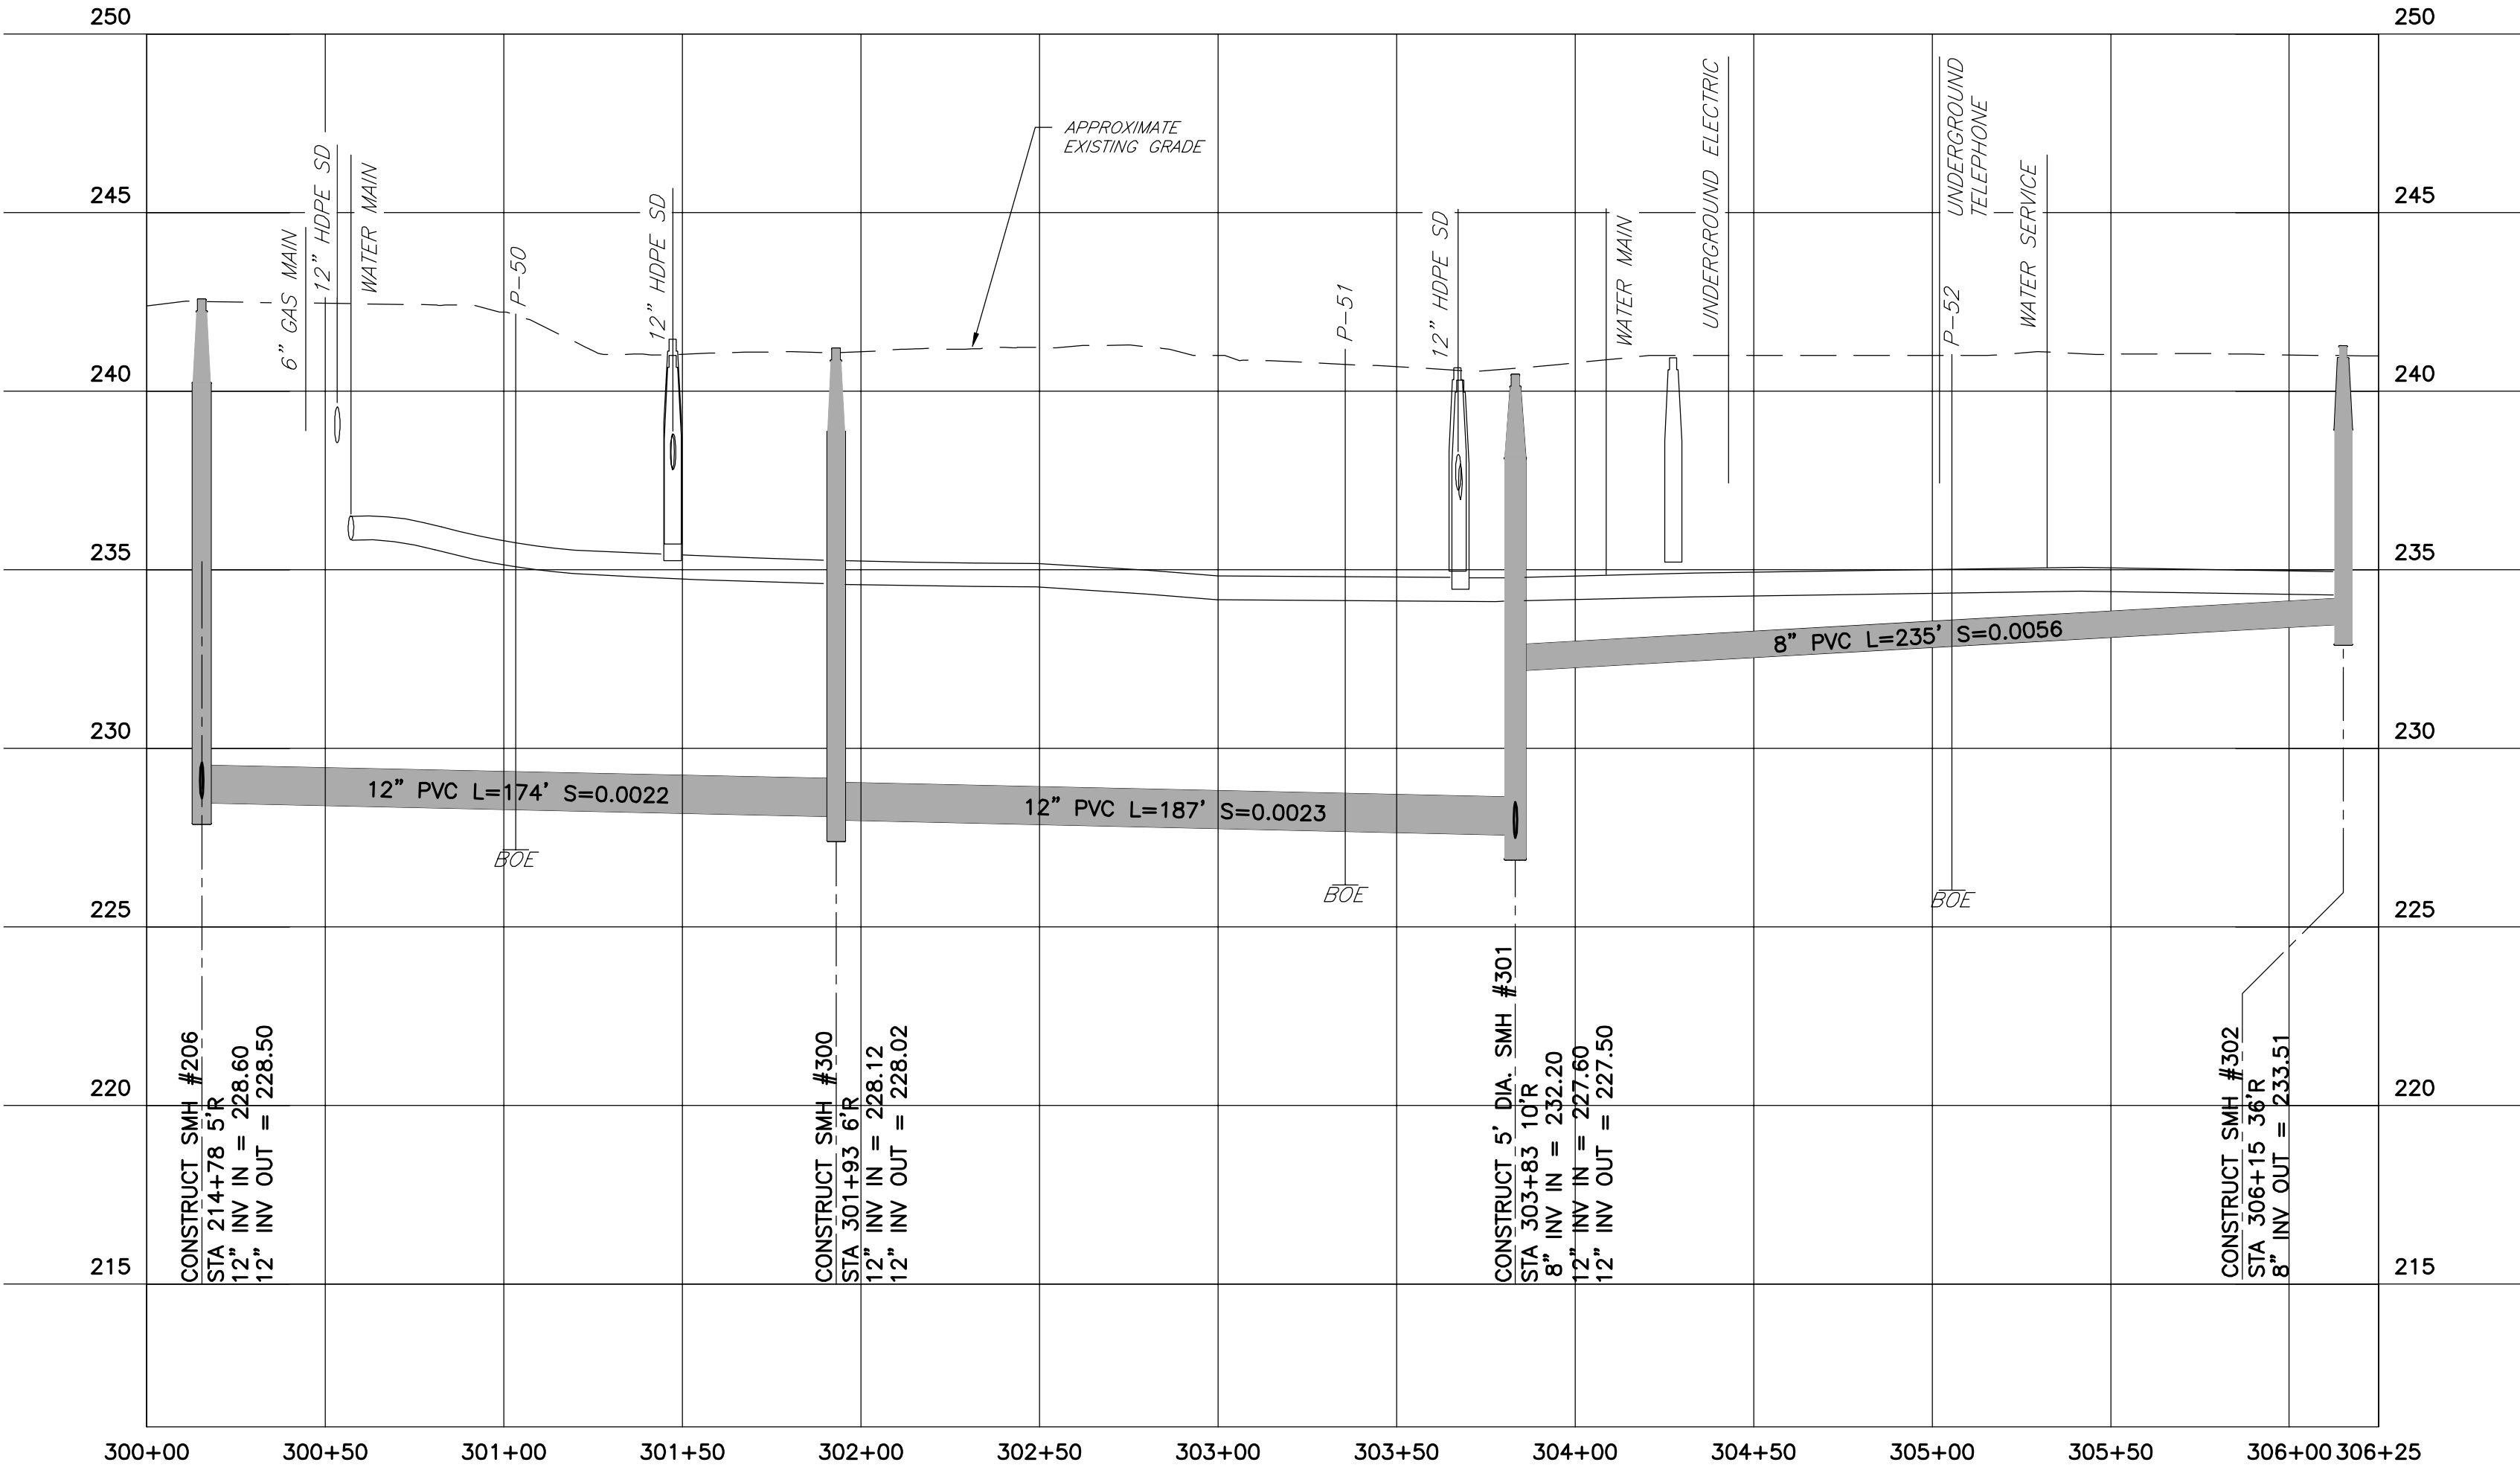 250
250
245
245
240
240
235
235
230
230
225
225
220
220
215
215
6" GAS MAIN
12" HDPE SD
WATER MAIN
P-50
12" HDPE SD
APPROXIMATE
EXISTING GRADE
P-51
12" HDPE SD
WATER MAIN
UNDERGROUND ELECTRIC
UNDERGROUND
TELEPHONE
P-52
WATER SERVICE
12" PVC L=174' S=0.0022
12" PVC L=187' S=0.0023
8" PVC L=235' S=0.0056
BOE
BOE
BOE
CONSTRUCT SMH #206
STA 214+78 5'R
12" INV IN = 228.60
12" INV OUT = 228.50
CONSTRUCT SMH #300
STA 301+93 6'R
12" INV IN = 228.12
12" INV OUT = 228.02
CONSTRUCT 5' DIA. SMH #301
STA 303+83 10'R
8" INV IN = 232.20
12" INV IN = 227.60
12" INV OUT = 227.50
CONSTRUCT SMH #302
STA 306+15 36'R
8" INV OUT = 233.51
300+00 300+50 301+00 301+50 302+00 302+50 303+00 303+50 304+00 304+50 305+00 305+50 306+00 306+25